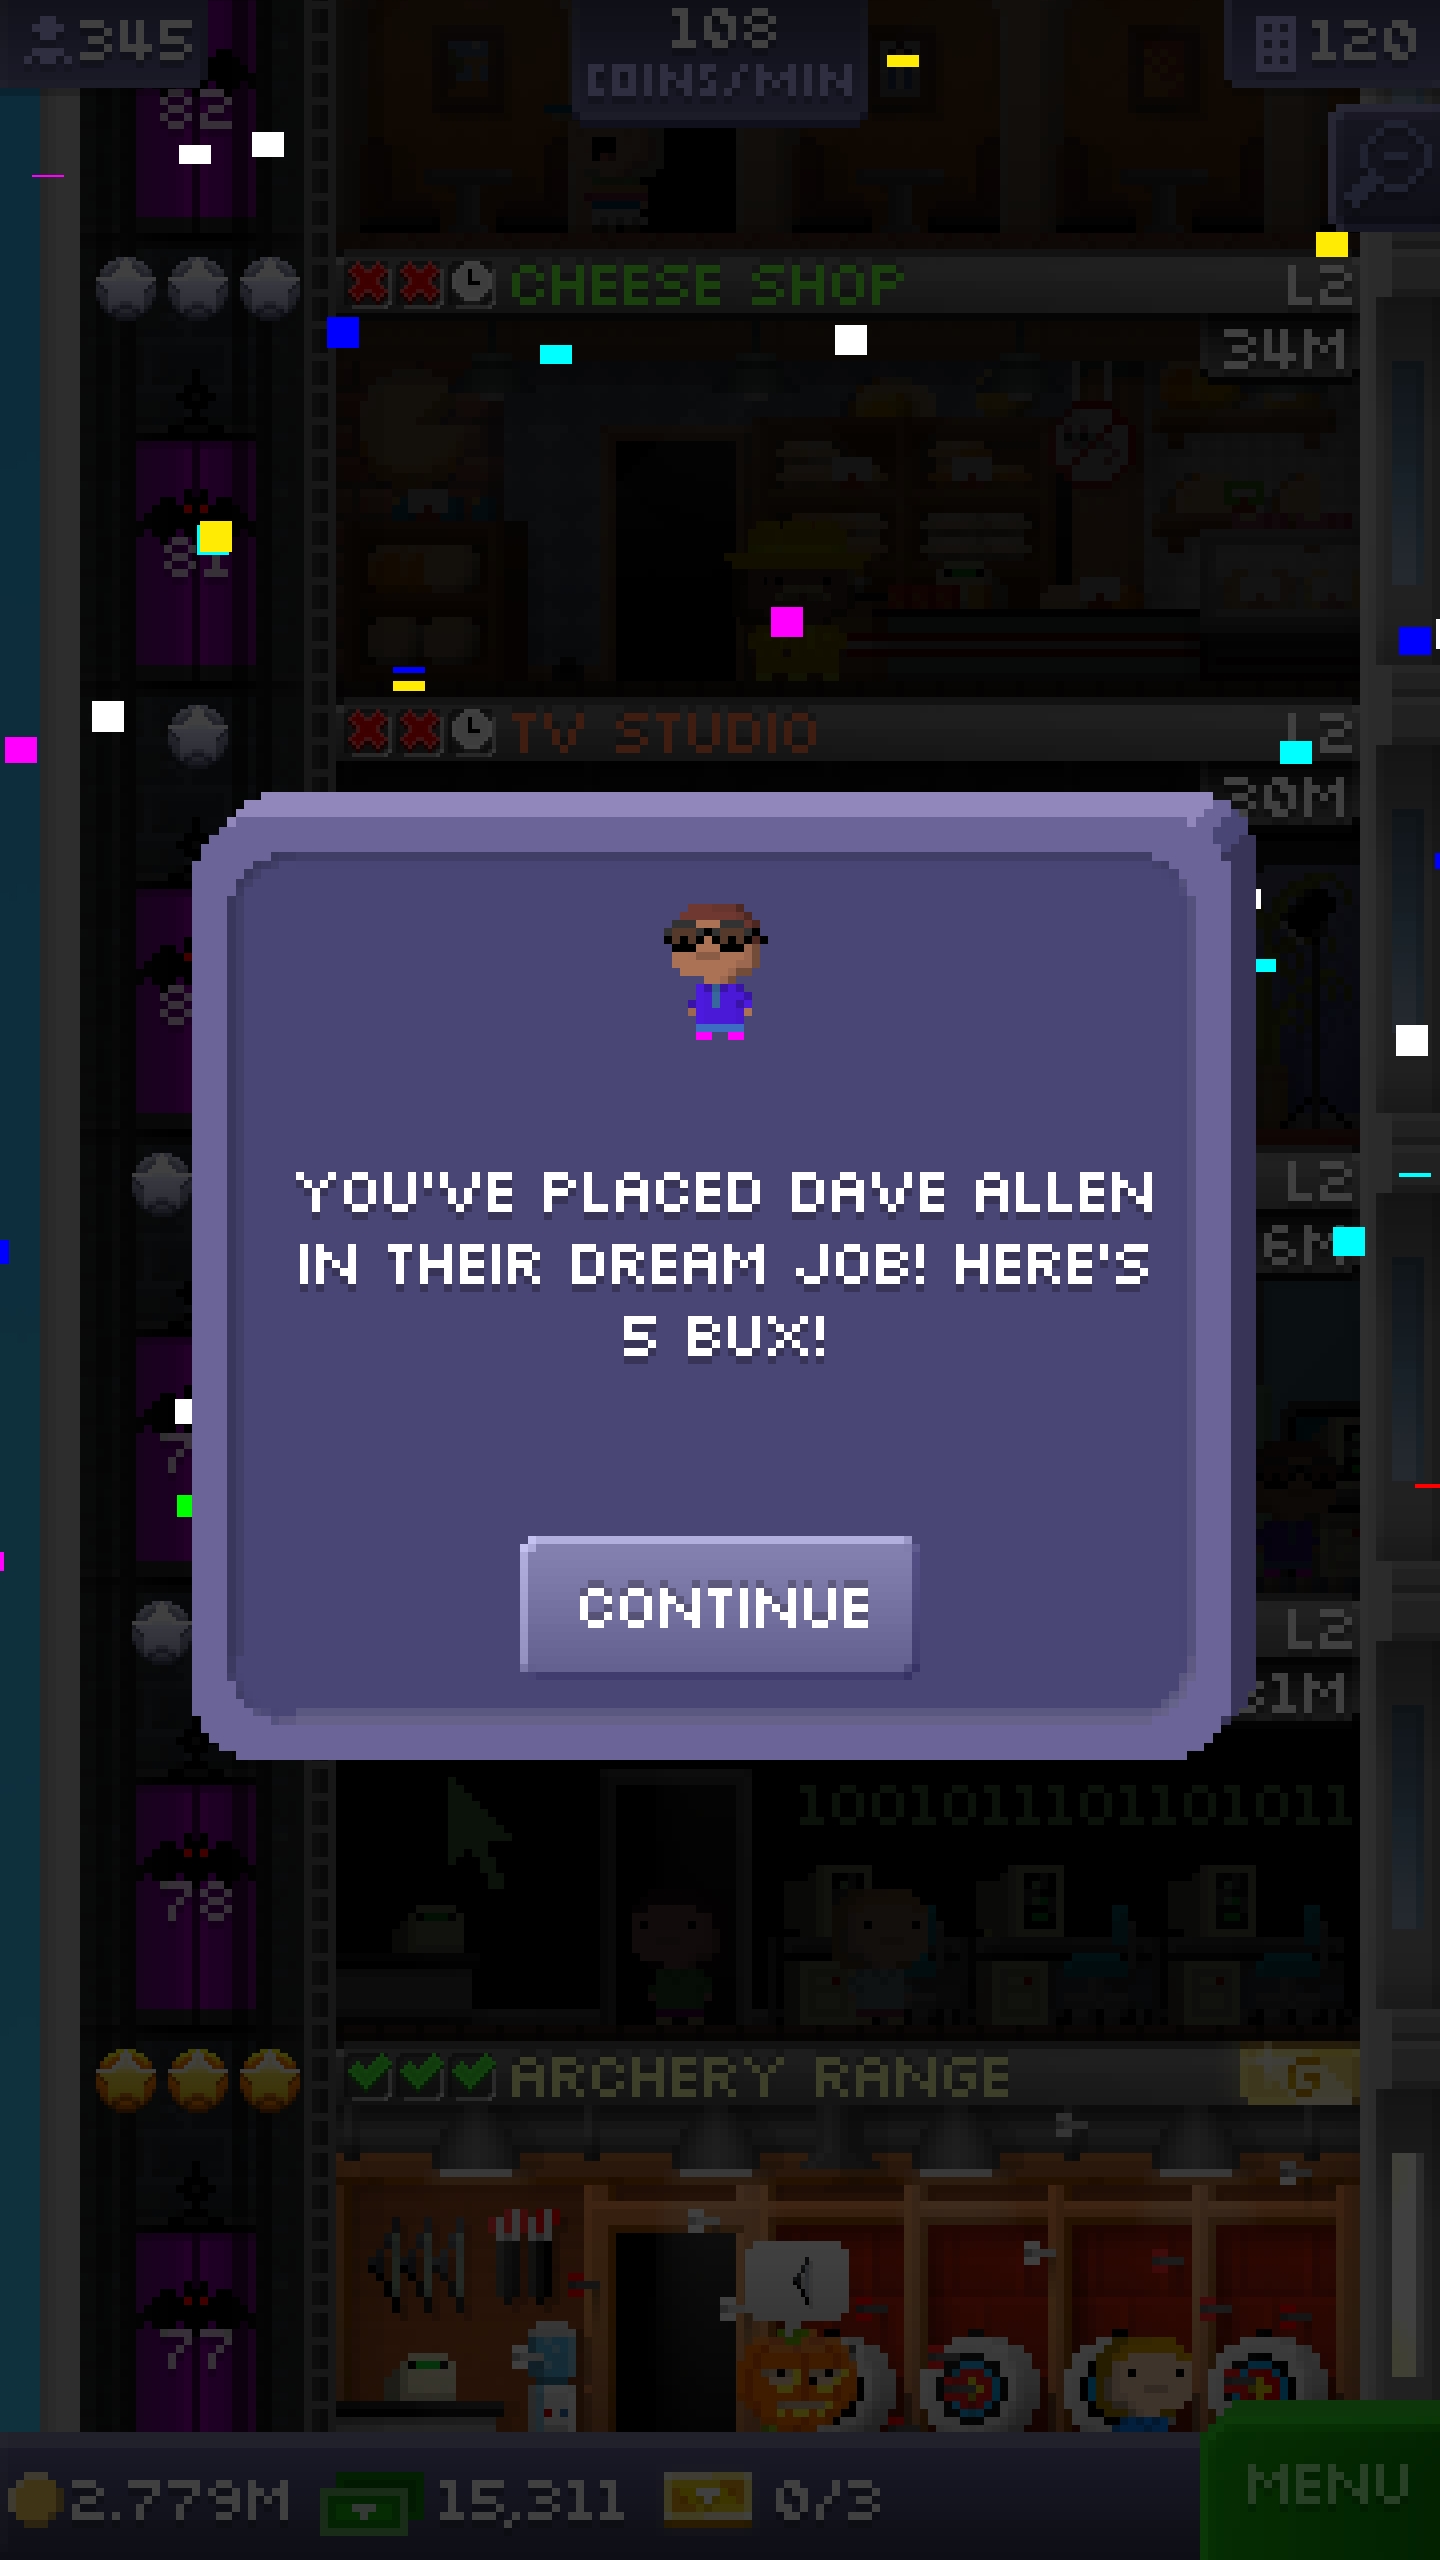 345
108
COINS/MIN
120
82
CHEESE SHOP
L2
34M
81
TV STUDIO
L2
30M
YOU'VE PLACED DAVE ALLEN
IN THEIR DREAM JOB! HERE'S
5 BUX!
CONTINUE
L2
L2
1001011101101011
78
ARCHERY RANGE
G
77
2.779M
15,311
0/3
MENU